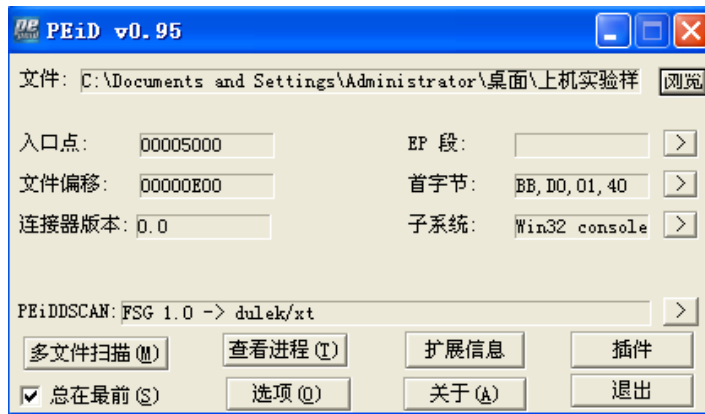 PEiD v0.95
文件: C:\Documents and Settings\Administrator\桌面\上机实验样 浏览
入口点: 00005000 EP 段: >
文件偏移: 00000E00 首字节: BB,D0,01,40 >
连接器版本: 0.0 子系统: Win32 console >
PEiDDSCAN: FSG 1.0 -> dulek/xt >
多文件扫描(M) 查看进程(T) 扩展信息 插件
总在最前(S) 选项(O) 关于(A) 退出